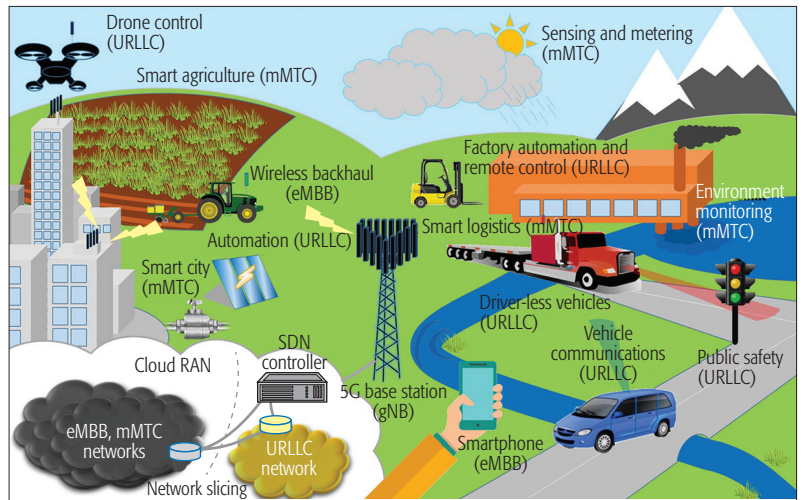 Drone control
(URLLC)
Smart agriculture (mMTC)
Sensing and metering
(mMTC)
Wireless backhaul
(eMBB)
Factory automation and
remote control (URLLC)
Environment
monitoring
(mMTC)
Automation (URLLC)
Smart logistics (mMTC)
Smart city
(mMTC)
Driver-less vehicles
(URLLC)
Vehicle
communications
(URLLC)
Public safety
(URLLC)
SDN
controller
Cloud RAN
5G base station
(gNB)
eMBB, mMTC
networks
URLLC
network
Smartphone
(eMBB)
Network slicing